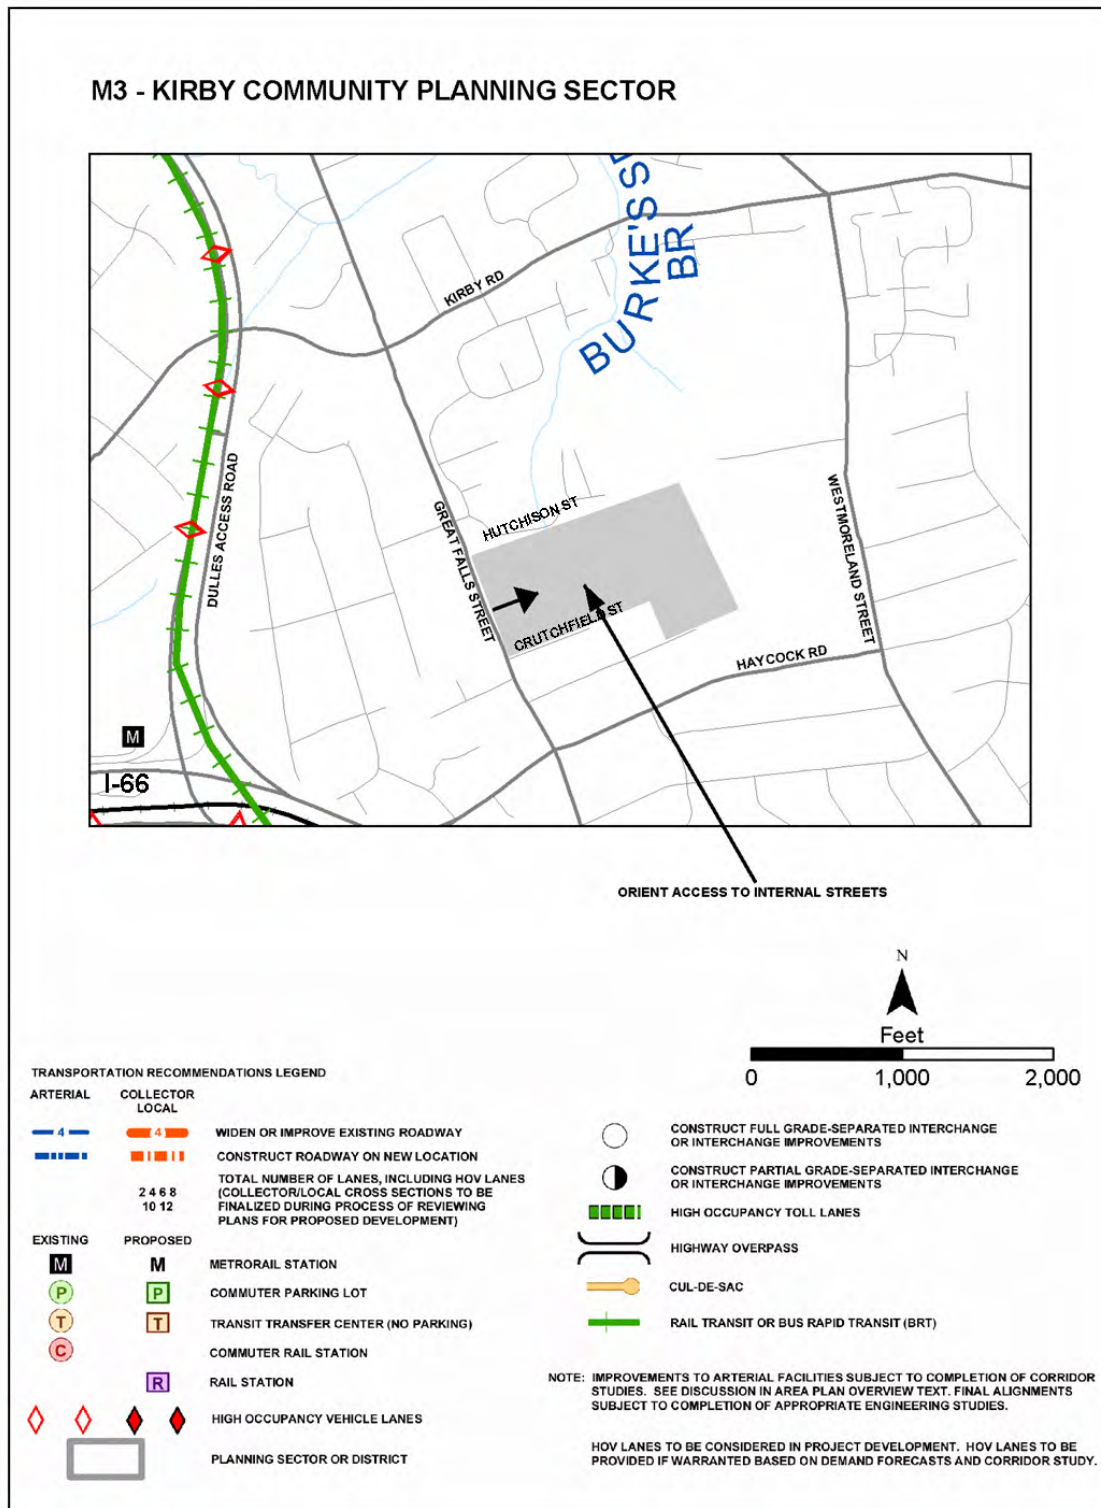 M3 - KIRBY COMMUNITY PLANNING SECTOR
BURKE'S S
BR
KIRBY RD
DULLES ACCESS ROAD
GREAT FALLS STREET
HUTCHISON ST
CRUTCHFIELD ST
WESTMORELAND STREET
HAYCOCK RD
M
I-66
ORIENT ACCESS TO INTERNAL STREETS
N
Feet
0 1,000 2,000
TRANSPORTATION RECOMMENDATIONS LEGEND
ARTERIAL COLLECTOR
LOCAL
4 4 WIDEN OR IMPROVE EXISTING ROADWAY
CONSTRUCT ROADWAY ON NEW LOCATION
TOTAL NUMBER OF LANES, INCLUDING HOV LANES
2 4 6 8 (COLLECTOR/LOCAL CROSS SECTIONS TO BE
10 12 FINALIZED DURING PROCESS OF REVIEWING
PLANS FOR PROPOSED DEVELOPMENT)
EXISTING PROPOSED
M M METRORAIL STATION
P P COMMUTER PARKING LOT
T T TRANSIT TRANSFER CENTER (NO PARKING)
C COMMUTER RAIL STATION
R RAIL STATION
HIGH OCCUPANCY VEHICLE LANES
PLANNING SECTOR OR DISTRICT
CONSTRUCT FULL GRADE-SEPARATED INTERCHANGE
OR INTERCHANGE IMPROVEMENTS
CONSTRUCT PARTIAL GRADE-SEPARATED INTERCHANGE
OR INTERCHANGE IMPROVEMENTS
HIGH OCCUPANCY TOLL LANES
HIGHWAY OVERPASS
CUL-DE-SAC
RAIL TRANSIT OR BUS RAPID TRANSIT (BRT)
NOTE: IMPROVEMENTS TO ARTERIAL FACILITIES SUBJECT TO COMPLETION OF CORRIDOR
STUDIES. SEE DISCUSSION IN AREA PLAN OVERVIEW TEXT. FINAL ALIGNMENTS
SUBJECT TO COMPLETION OF APPROPRIATE ENGINEERING STUDIES.
HOV LANES TO BE CONSIDERED IN PROJECT DEVELOPMENT. HOV LANES TO BE
PROVIDED IF WARRANTED BASED ON DEMAND FORECASTS AND CORRIDOR STUDY.